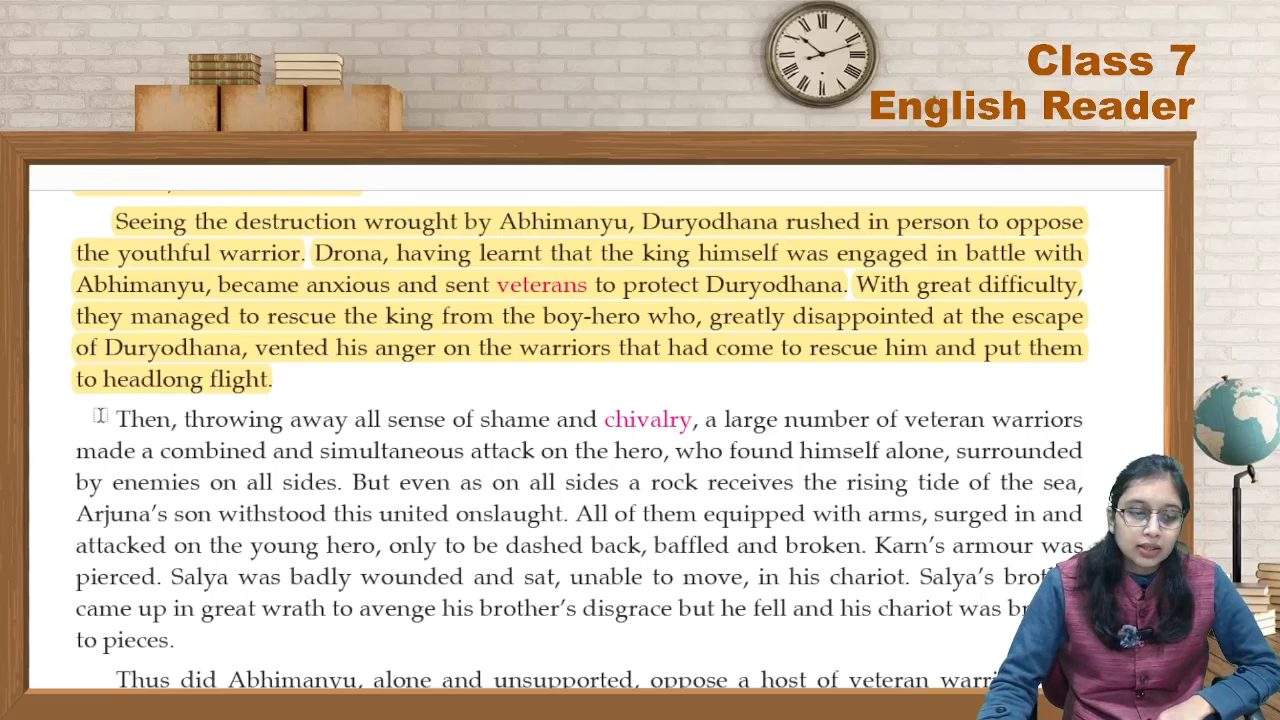 Class 7
English Reader
Seeing the destruction wrought by Abhimanyu, Duryodhana rushed in person to oppose
the youthful warrior. Drona, having learnt that the king himself was engaged in battle with
Abhimanyu, became anxious and sent veterans to protect Duryodhana. With great difficulty,
they managed to rescue the king from the boy-hero who, greatly disappointed at the escape
of Duryodhana, vented his anger on the warriors that had come to rescue him and put them
to headlong flight.
Then, throwing away all sense of shame and chivalry, a large number of veteran warriors
made a combined and simultaneous attack on the hero, who found himself alone, surrounded
by enemies on all sides. But even as on all sides a rock receives the rising tide of the sea,
Arjuna's son withstood this united onslaught. All of them equipped with arms, surged in and
attacked on the young hero, only to be dashed back, baffled and broken. Karn's armour was
pierced. Salya was badly wounded and sat, unable to move, in his chariot. Salya's
came up in great wrath to avenge his brother's disgrace but he fell and his chariot was
to pieces.
Thus did Abhimanyu, alone and unsupported, oppose a host of veteran